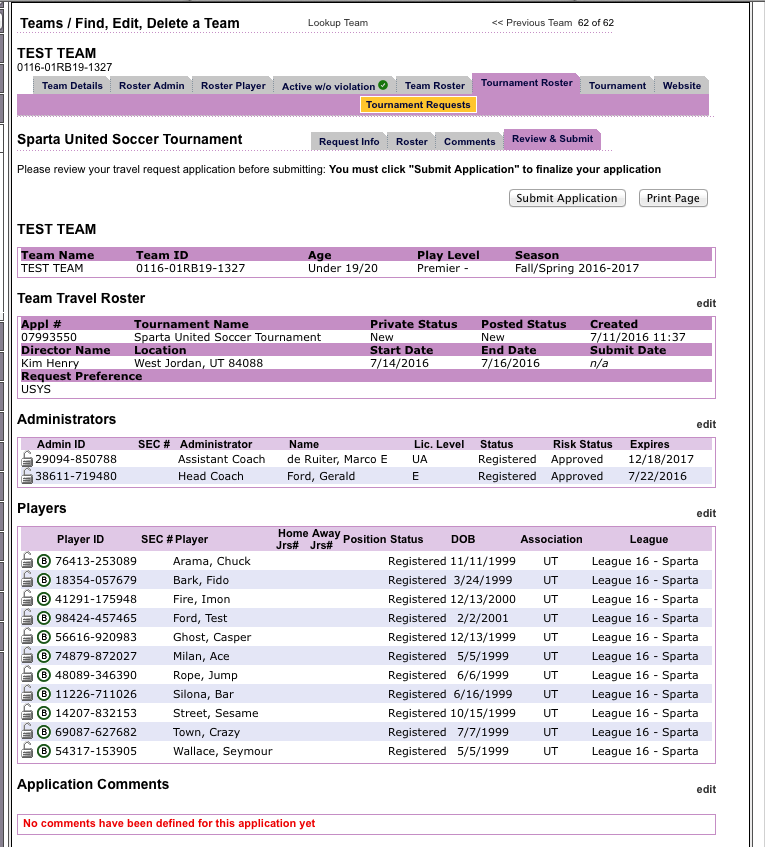 Teams / Find, Edit, Delete a Team Lookup Team << Previous Team 62 of 62
TEST TEAM
0116-01RB19-1327
Team Details Roster Admin Roster Player Active w/o violation Team Roster Tournament Roster Tournament Website
Tournament Requests
Sparta United Soccer Tournament Request Info Roster Comments Review & Submit
Please review your travel request application before submitting: You must click "Submit Application" to finalize your application
Submit Application Print Page
TEST TEAM
Team Name Team ID Age Play Level Season
TEST TEAM 0116-01RB19-1327 Under 19/20 Premier - Fall/Spring 2016-2017
Team Travel Roster edit
Appl # Tournament Name Private Status Posted Status Created
07993550 Sparta United Soccer Tournament New New 7/11/2016 11:37
Director Name Location Start Date End Date Submit Date
Kim Henry West Jordan, UT 84088 7/14/2016 7/16/2016 n/a
Request Preference
USYS
Administrators edit
Admin ID SEC # Administrator Name Lic. Level Status Risk Status Expires
29094-850788 Assistant Coach de Ruiter, Marco E UA Registered Approved 12/18/2017
38611-719480 Head Coach Ford, Gerald E Registered Approved 7/22/2016
Players edit
Player ID SEC # Player Home Jrs# Away Jrs# Position Status DOB Association League
B 76413-253089 Arama, Chuck Registered 11/11/1999 UT League 16 - Sparta
B 18354-057679 Bark, Fido Registered 3/24/1999 UT League 16 - Sparta
B 41291-175948 Fire, Imon Registered 12/13/2000 UT League 16 - Sparta
B 98424-457465 Ford, Test Registered 2/2/2001 UT League 16 - Sparta
B 56616-920983 Ghost, Casper Registered 12/13/1999 UT League 16 - Sparta
B 74879-872027 Milan, Ace Registered 5/5/1999 UT League 16 - Sparta
B 48089-346390 Rope, Jump Registered 6/6/1999 UT League 16 - Sparta
B 11226-711026 Silona, Bar Registered 6/16/1999 UT League 16 - Sparta
B 14207-832153 Street, Sesame Registered 10/15/1999 UT League 16 - Sparta
B 69087-627682 Town, Crazy Registered 7/7/1999 UT League 16 - Sparta
B 54317-153905 Wallace, Seymour Registered 5/5/1999 UT League 16 - Sparta
Application Comments edit
No comments have been defined for this application yet